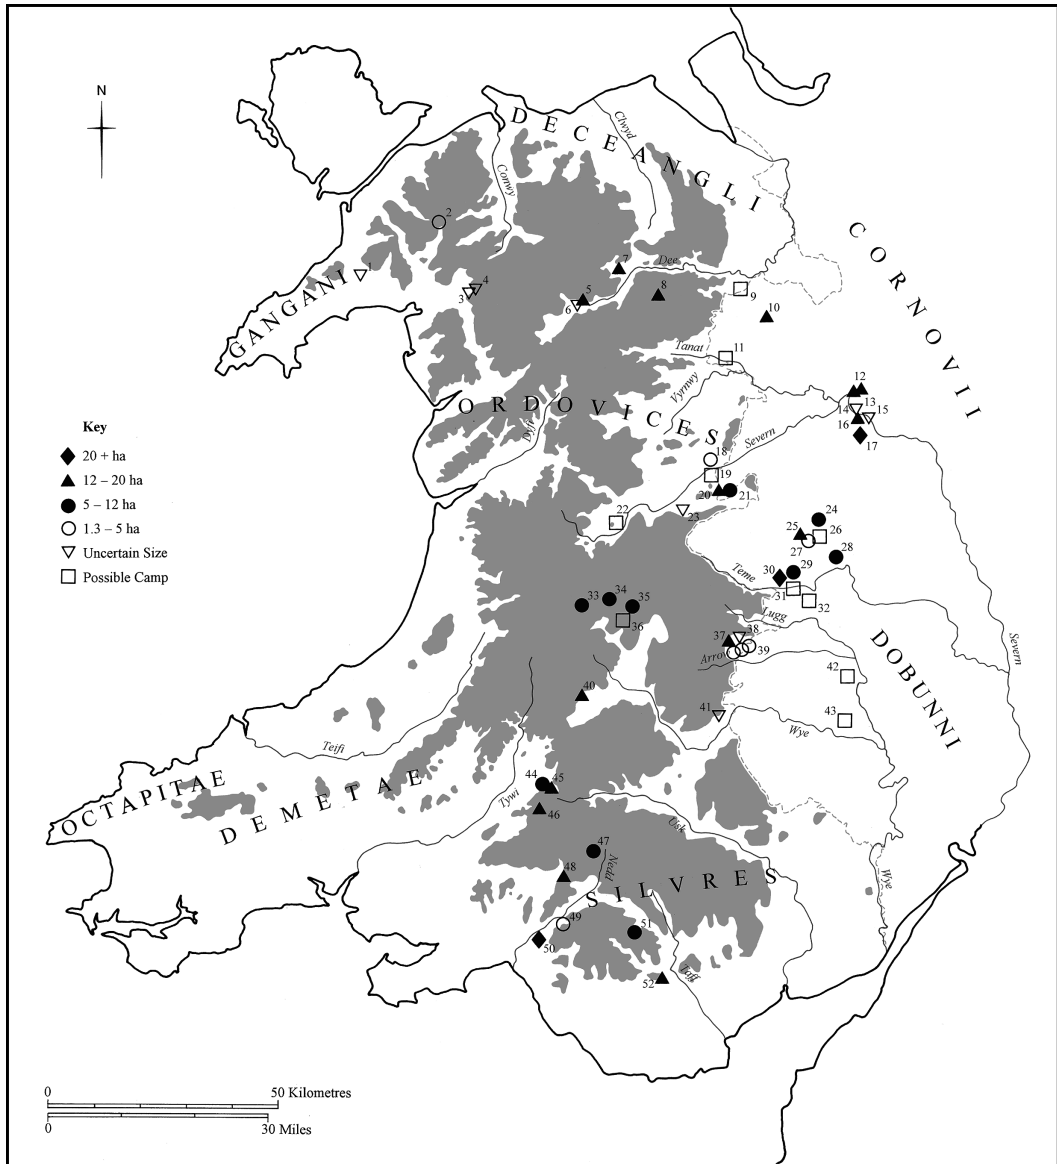 N
DECEANGLI
Clwyd
Conwy
2
CORNOVII
1
GANGANI
3
4
7
Dee
5
6
8
9
10
Tanat
11
Vyrnwy
12
13
14
15
16
17
ORDOVICES
Dyfi
Severn
18
19
20
21
22
23
Key
20 + ha
12 – 20 ha
5 – 12 ha
1.3 – 5 ha
Uncertain Size
Possible Camp
24
25
26
27
28
29
30
Teme
31
32
33
34
35
36
Lugg
37
38
39
Arrow
DOBUNNI
Severn
42
40
41
43
Wye
Teifi
OCTAPITAE
DEMETAE
44
45
Tywi
46
Usk
47
Nedd
48
SILVRES
Wye
49
50
51
52
Taff
0
50 Kilometres
0
30 Miles